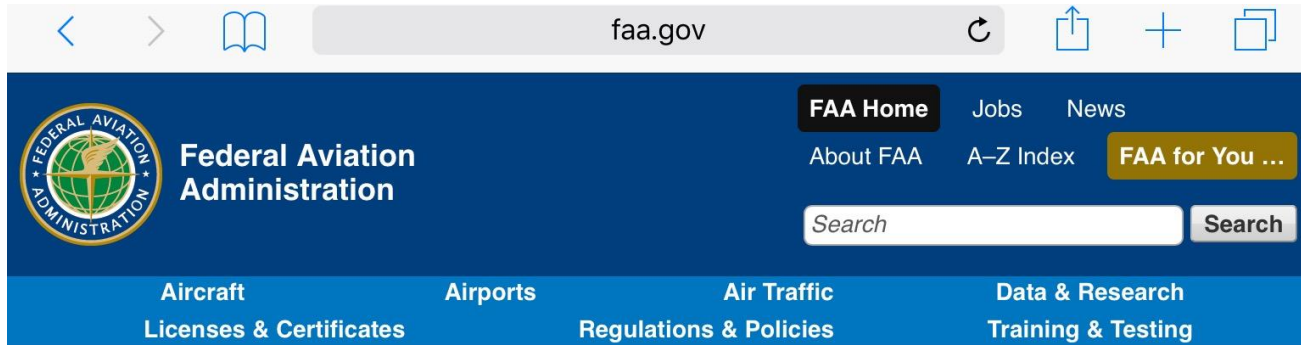 faa.gov
FEDERAL AVIATION
ADMINISTRATION
Federal Aviation
Administration
FAA Home Jobs News
About FAA A–Z Index FAA for You ...
Search Search
Aircraft Airports Air Traffic Data & Research
Licenses & Certificates Regulations & Policies Training & Testing